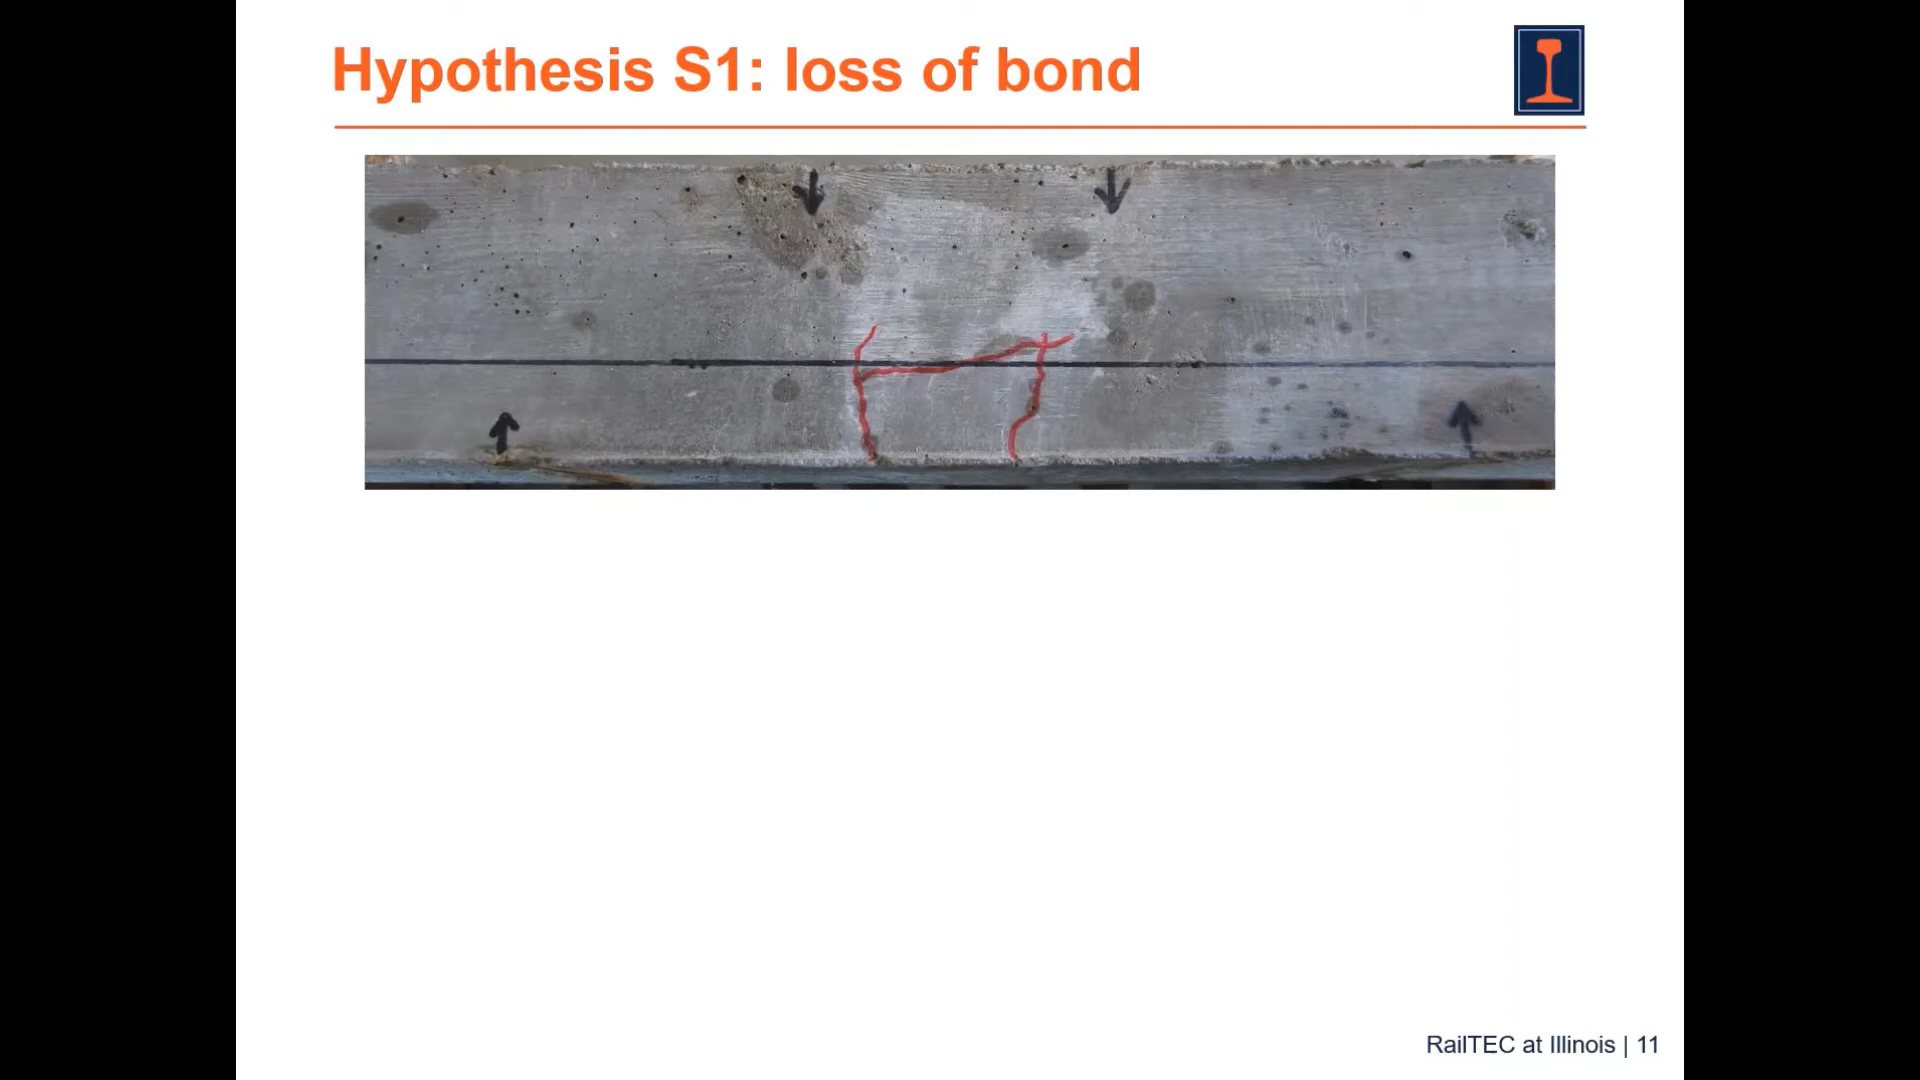 Hypothesis S1: loss of bond
RailTEC at Illinois | 11